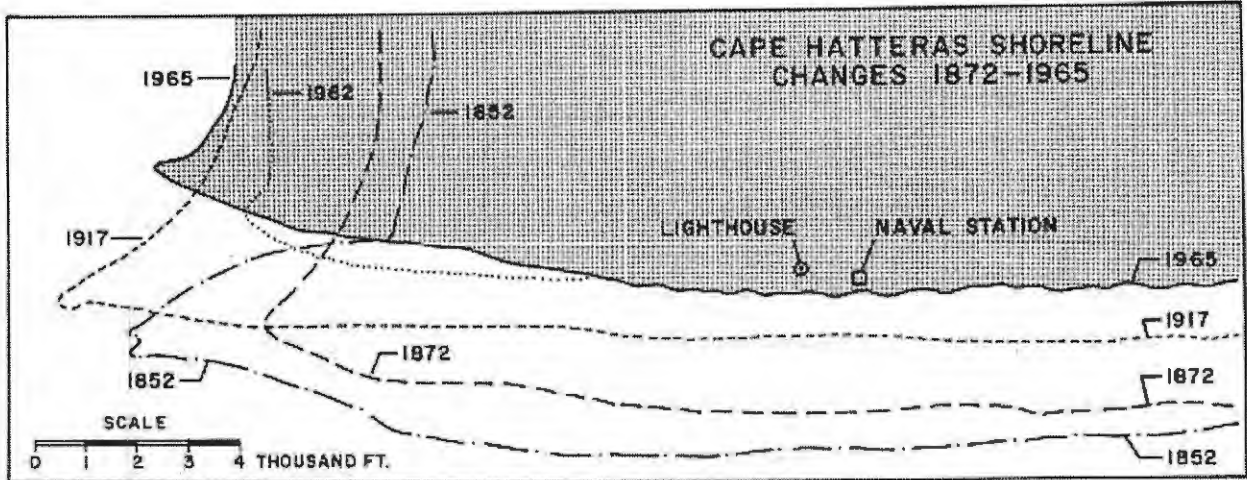 CAPE HATTERAS SHORELINE
CHANGES 1872-1965
1965
1962
1852
1917
LIGHTHOUSE
NAVAL STATION
1965
1917
1872
1872
1852
1852
SCALE
0 1 2 3 4 THOUSAND FT.